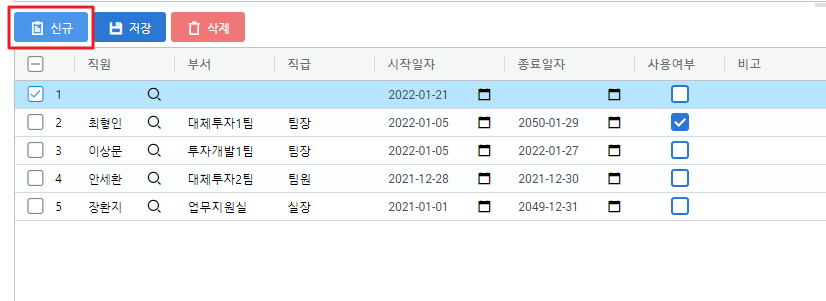 신규 저장 삭제
직원 부서 직급 시작일자 종료일자 사용여부 비고
1 2022-01-21
2 최형인 대체투자1팀 팀장 2022-01-05 2050-01-29
3 이상문 투자개발1팀 팀장 2022-01-05 2022-01-27
4 안세환 대체투자2팀 팀원 2021-12-28 2021-12-30
5 장환지 업무지원실 실장 2021-01-01 2049-12-31